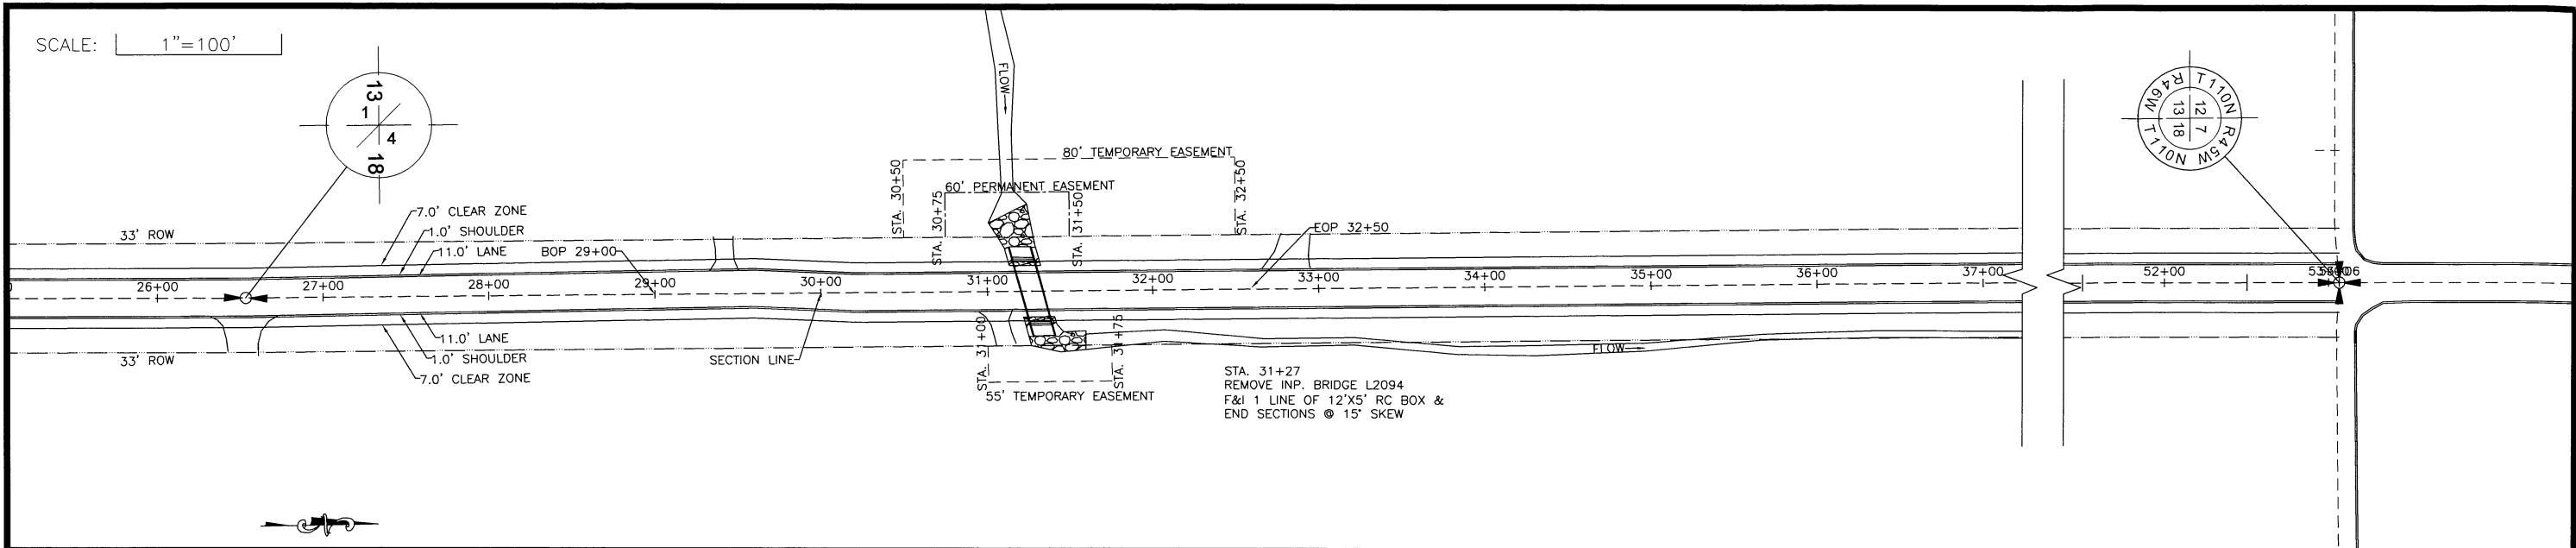 SCALE: 1"=100'
13
1
4
18
FLOW
T110N R45W
T110N R46W
12 7
13 18
80' TEMPORARY EASEMENT
STA. 30+50
STA. 32+50
60' PERMANENT EASEMENT
STA. 30+75
STA. 31+50
7.0' CLEAR ZONE
33' ROW
1.0' SHOULDER
11.0' LANE
BOP 29+00
EOP 32+50
26+00
27+00
28+00
29+00
30+00
31+00
32+00
33+00
34+00
35+00
36+00
37+00
52+00
11.0' LANE
33' ROW
1.0' SHOULDER
SECTION LINE
7.0' CLEAR ZONE
FLOW
STA. 31+00
STA. 31+75
55' TEMPORARY EASEMENT
STA. 31+27
REMOVE INP. BRIDGE L2094
F&I 1 LINE OF 12'X5' RC BOX &
END SECTIONS @ 15° SKEW